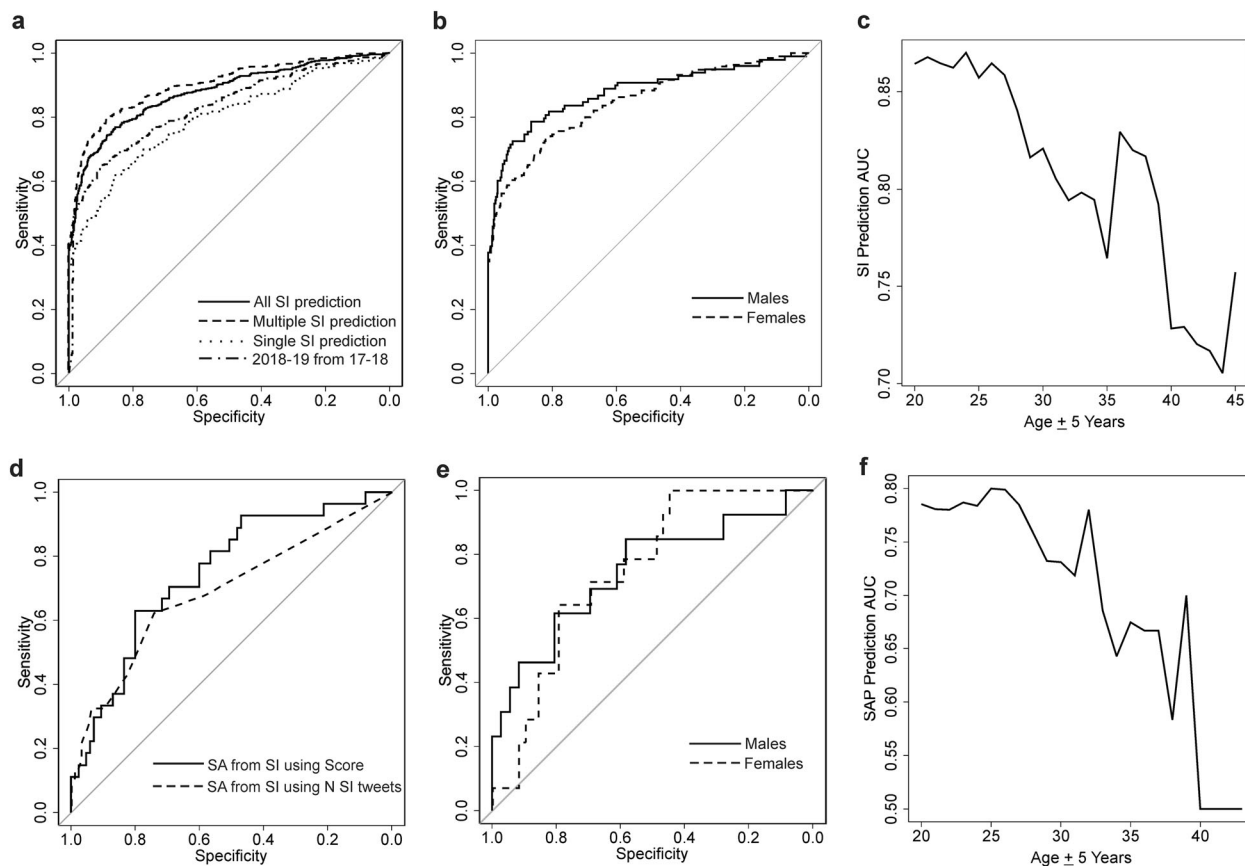 a
1.0
0.8
0.6
0.4
0.2
0.0
Sensitivity
All SI prediction
Multiple SI prediction
Single SI prediction
2018-19 from 17-18
1.0 0.8 0.6 0.4 0.2 0.0
Specificity
b
1.0
0.8
0.6
0.4
0.2
0.0
Sensitivity
Males
Females
1.0 0.8 0.6 0.4 0.2 0.0
Specificity
c
0.85
0.80
0.75
0.70
SI Prediction AUC
20 25 30 35 40 45
Age ± 5 Years
d
1.0
0.8
0.6
0.4
0.2
0.0
Sensitivity
SA from SI using Score
SA from SI using N SI tweets
1.0 0.8 0.6 0.4 0.2 0.0
Specificity
e
1.0
0.8
0.6
0.4
0.2
0.0
Sensitivity
Males
Females
1.0 0.8 0.6 0.4 0.2 0.0
Specificity
f
0.80
0.75
0.70
0.65
0.60
0.55
0.50
SAP Prediction AUC
20 25 30 35 40
Age ± 5 Years